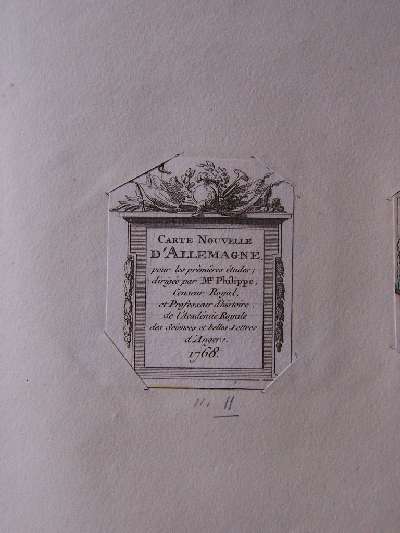 CARTE NOUVELLE
D'ALLEMAGNE
pour les prémieres études;
dirigée par Mr. Philippe,
Censeur Royal,
et Professeur d'histoire
de l'Académie Royale
des Sciences et belles Lettres
d'Angers.
1768.